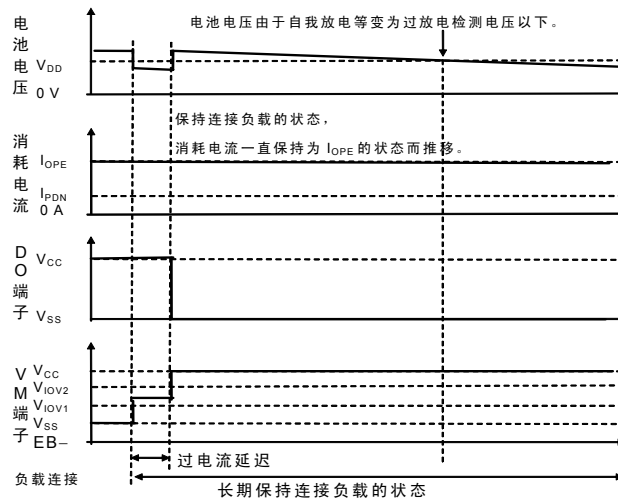 电池电压由于自我放电等变为过放电检测电压以下。
电池电压
VDD
0 V
保持连接负载的状态，
消耗电流一直保持为 IOPE 的状态而推移。
消耗电流
IOPE
IPDN
0 A
DO端子
VCC
VSS
VM端子
VCC
VIOV2
VIOV1
VSS
EB−
过电流延迟
负载连接
长期保持连接负载的状态